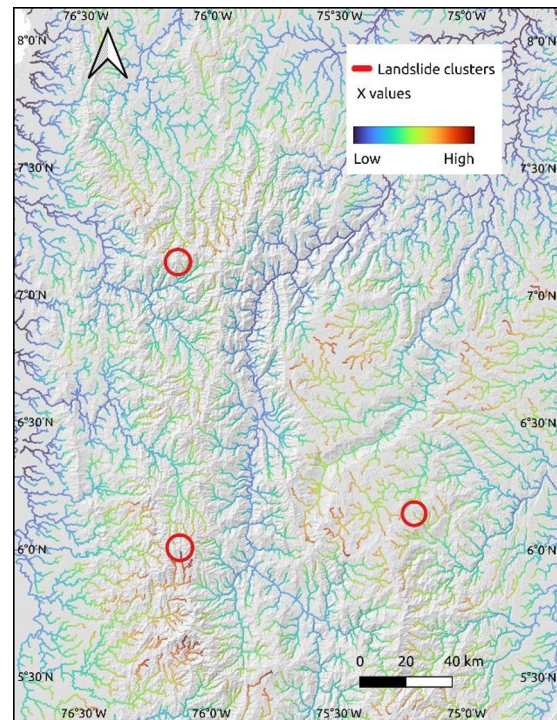 76°30'W 76°0'W 75°30'W 75°0'W
8°0'N 8°0'N
Landslide clusters
X values
Low High
7°30'N 7°30'N
7°0'N 7°0'N
6°30'N 6°30'N
6°0'N 6°0'N
0 20 40 km
5°30'N 5°30'N
76°30'W 76°0'W 75°30'W 75°0'W